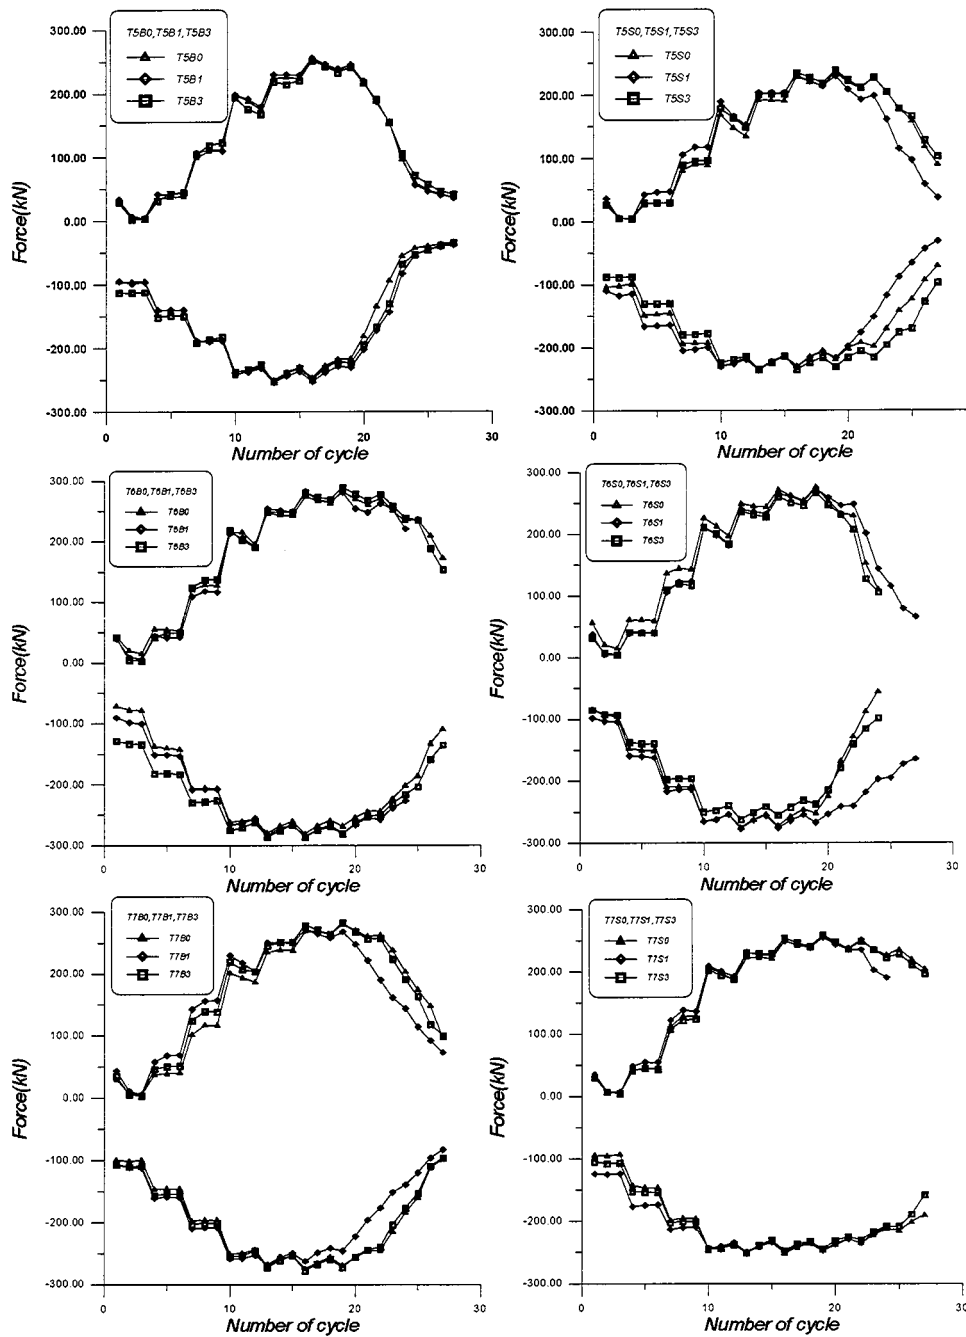 T5B0,T5B1,T5B3
T5B0
T5B1
T5B3
300.00
200.00
100.00
0.00
-100.00
-200.00
-300.00
Force(kN)
0
10
20
30
Number of cycle
T5S0,T5S1,T5S3
T5S0
T5S1
T5S3
300.00
200.00
100.00
0.00
-100.00
-200.00
-300.00
Force(kN)
0
10
20
30
Number of cycle
T6B0,T6B1,T6B3
T6B0
T6B1
T6B3
300.00
200.00
100.00
0.00
-100.00
-200.00
-300.00
Force(kN)
0
10
20
30
Number of cycle
T6S0,T6S1,T6S3
T6S0
T6S1
T6S3
300.00
200.00
100.00
0.00
-100.00
-200.00
-300.00
Force(kN)
0
10
20
30
Number of cycle
T7B0,T7B1,T7B3
T7B0
T7B1
T7B3
300.00
200.00
100.00
0.00
-100.00
-200.00
-300.00
Force(kN)
0
10
20
30
Number of cycle
T7S0,T7S1,T7S3
T7S0
T7S1
T7S3
300.00
200.00
100.00
0.00
-100.00
-200.00
-300.00
Force(kN)
0
10
20
30
Number of cycle